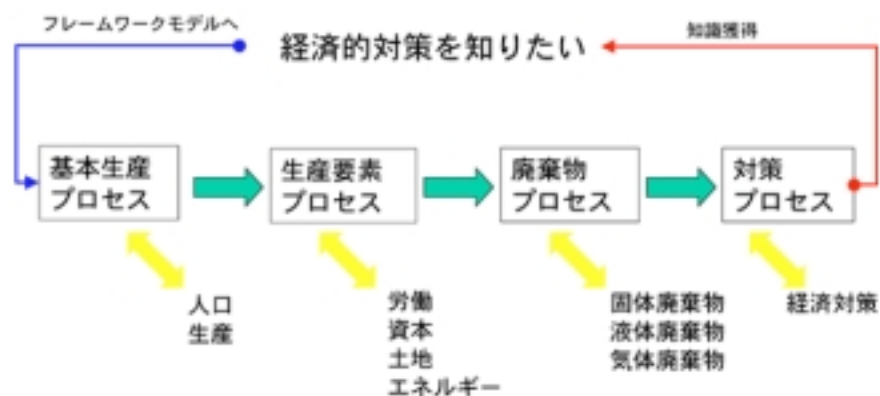 フレームワークモデルへ
経済的対策を知りたい
知識獲得
基本生産
プロセス
生産要素
プロセス
廃棄物
プロセス
対策
プロセス
人口
生産
労働
資本
土地
エネルギー
固体廃棄物
液体廃棄物
気体廃棄物
経済対策